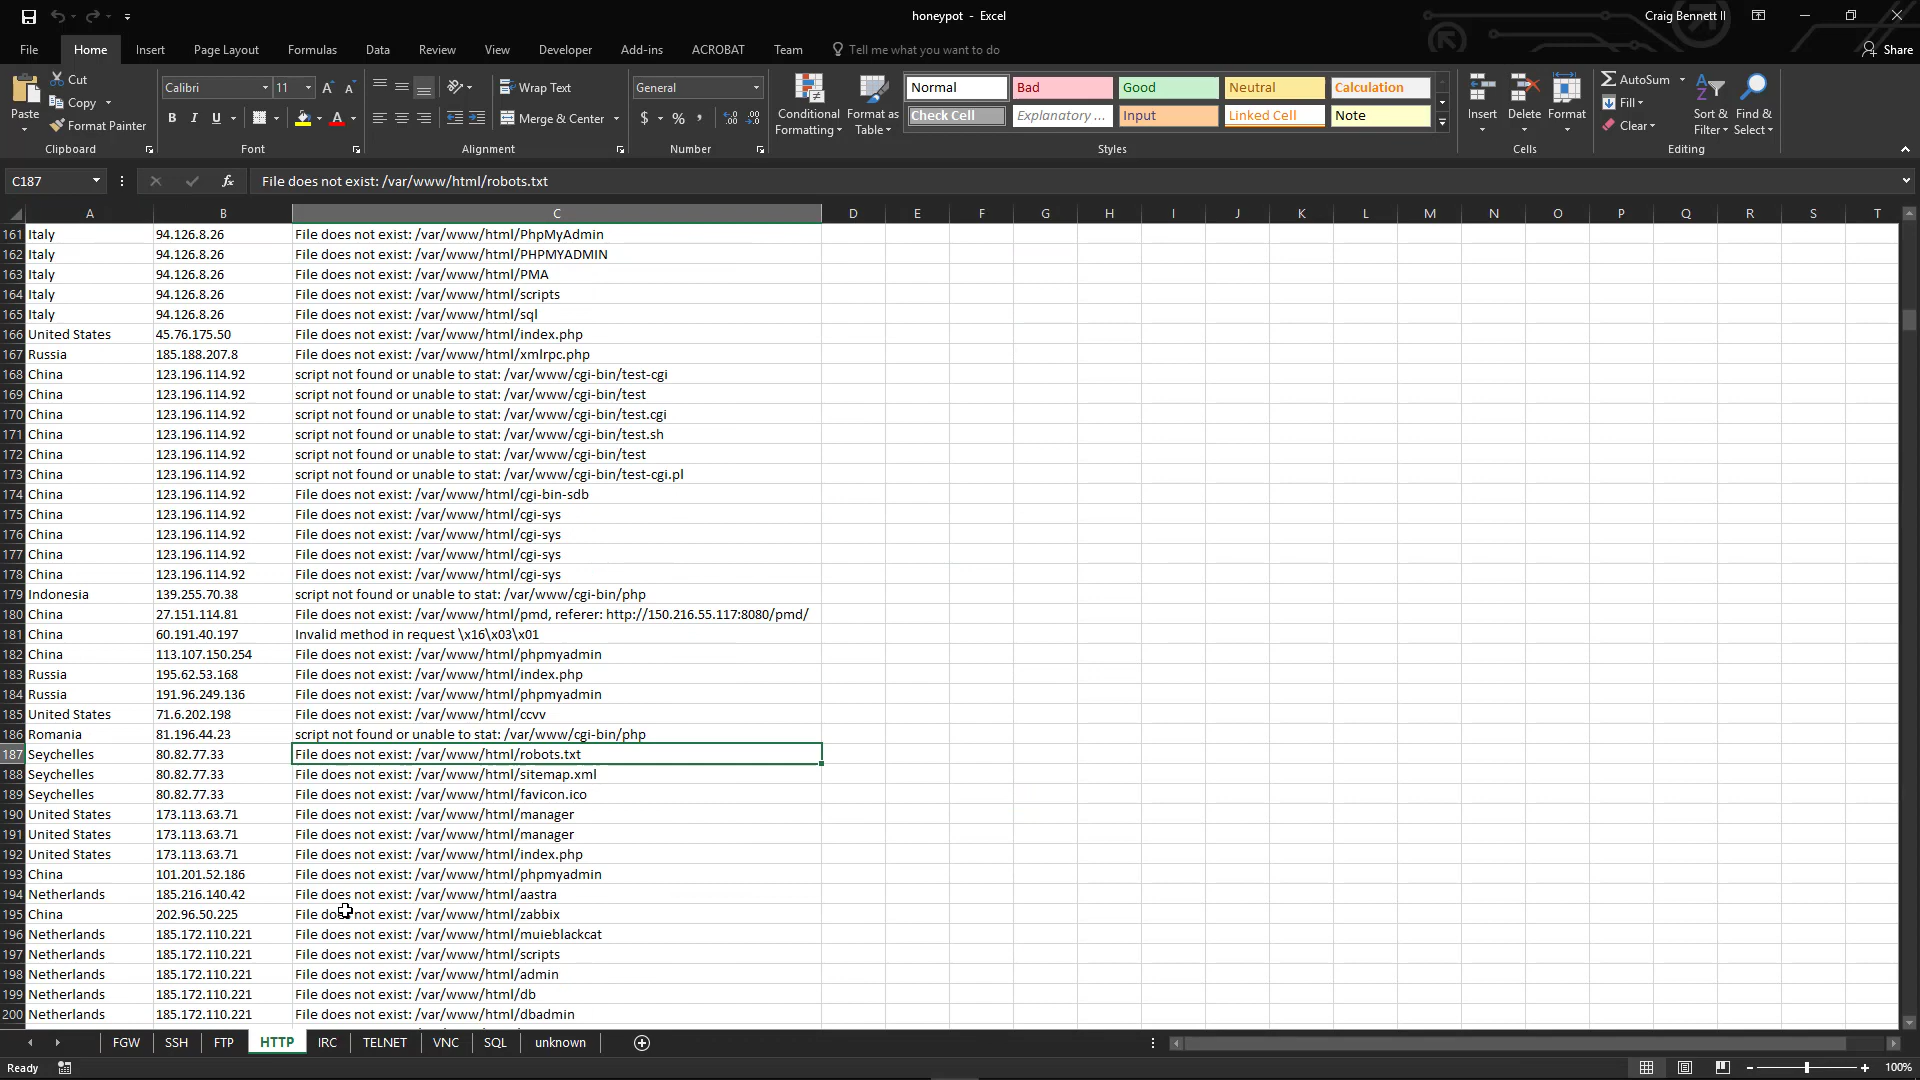 honeypot - Excel
Craig Bennett II
File Home Insert Page Layout Formulas Data Review View Developer Add-ins ACROBAT Team Tell me what you want to do Share
Paste Cut Copy Format Painter
Calibri 11 A A
B I U A
Wrap Text
Merge & Center
General
$ % ,
Conditional Formatting Format as Table
Normal Bad Good Neutral Calculation
Check Cell Explanatory ... Input Linked Cell Note
Insert Delete Format
AutoSum
Fill
Clear
Sort & Filter Find & Select
Clipboard Font Alignment Number Styles Cells Editing
C187 fx File does not exist: /var/www/html/robots.txt
A B C D E F G H I J K L M N O P Q R S T
161 Italy 94.126.8.26 File does not exist: /var/www/html/PhpMyAdmin
162 Italy 94.126.8.26 File does not exist: /var/www/html/PHPMYADMIN
163 Italy 94.126.8.26 File does not exist: /var/www/html/PMA
164 Italy 94.126.8.26 File does not exist: /var/www/html/scripts
165 Italy 94.126.8.26 File does not exist: /var/www/html/sql
166 United States 45.76.175.50 File does not exist: /var/www/html/index.php
167 Russia 185.188.207.8 File does not exist: /var/www/html/xmlrpc.php
168 China 123.196.114.92 script not found or unable to stat: /var/www/cgi-bin/test-cgi
169 China 123.196.114.92 script not found or unable to stat: /var/www/cgi-bin/test
170 China 123.196.114.92 script not found or unable to stat: /var/www/cgi-bin/test.cgi
171 China 123.196.114.92 script not found or unable to stat: /var/www/cgi-bin/test.sh
172 China 123.196.114.92 script not found or unable to stat: /var/www/cgi-bin/test
173 China 123.196.114.92 script not found or unable to stat: /var/www/cgi-bin/test-cgi.pl
174 China 123.196.114.92 File does not exist: /var/www/html/cgi-bin-sdb
175 China 123.196.114.92 File does not exist: /var/www/html/cgi-sys
176 China 123.196.114.92 File does not exist: /var/www/html/cgi-sys
177 China 123.196.114.92 File does not exist: /var/www/html/cgi-sys
178 China 123.196.114.92 File does not exist: /var/www/html/cgi-sys
179 Indonesia 139.255.70.38 script not found or unable to stat: /var/www/cgi-bin/php
180 China 27.151.114.81 File does not exist: /var/www/html/pmd, referer: http://150.216.55.117:8080/pmd/
181 China 60.191.40.197 Invalid method in request \x16\x03\x01
182 China 113.107.150.254 File does not exist: /var/www/html/phpmyadmin
183 Russia 195.62.53.168 File does not exist: /var/www/html/index.php
184 Russia 191.96.249.136 File does not exist: /var/www/html/phpmyadmin
185 United States 71.6.202.198 File does not exist: /var/www/html/ccvv
186 Romania 81.196.44.23 script not found or unable to stat: /var/www/cgi-bin/php
187 Seychelles 80.82.77.33 File does not exist: /var/www/html/robots.txt
188 Seychelles 80.82.77.33 File does not exist: /var/www/html/sitemap.xml
189 Seychelles 80.82.77.33 File does not exist: /var/www/html/favicon.ico
190 United States 173.113.63.71 File does not exist: /var/www/html/manager
191 United States 173.113.63.71 File does not exist: /var/www/html/manager
192 United States 173.113.63.71 File does not exist: /var/www/html/index.php
193 China 101.201.52.186 File does not exist: /var/www/html/phpmyadmin
194 Netherlands 185.216.140.42 File does not exist: /var/www/html/aastra
195 China 202.96.50.225 File does not exist: /var/www/html/zabbix
196 Netherlands 185.172.110.221 File does not exist: /var/www/html/muieblackcat
197 Netherlands 185.172.110.221 File does not exist: /var/www/html/scripts
198 Netherlands 185.172.110.221 File does not exist: /var/www/html/admin
199 Netherlands 185.172.110.221 File does not exist: /var/www/html/db
200 Netherlands 185.172.110.221 File does not exist: /var/www/html/dbadmin
FGW SSH FTP HTTP IRC TELNET VNC SQL unknown
Ready 100%